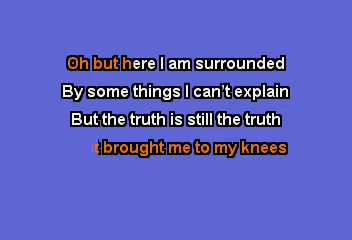 Oh but here I am surrounded
By some things I can't explain
But the truth is still the truth
brought me to my knees